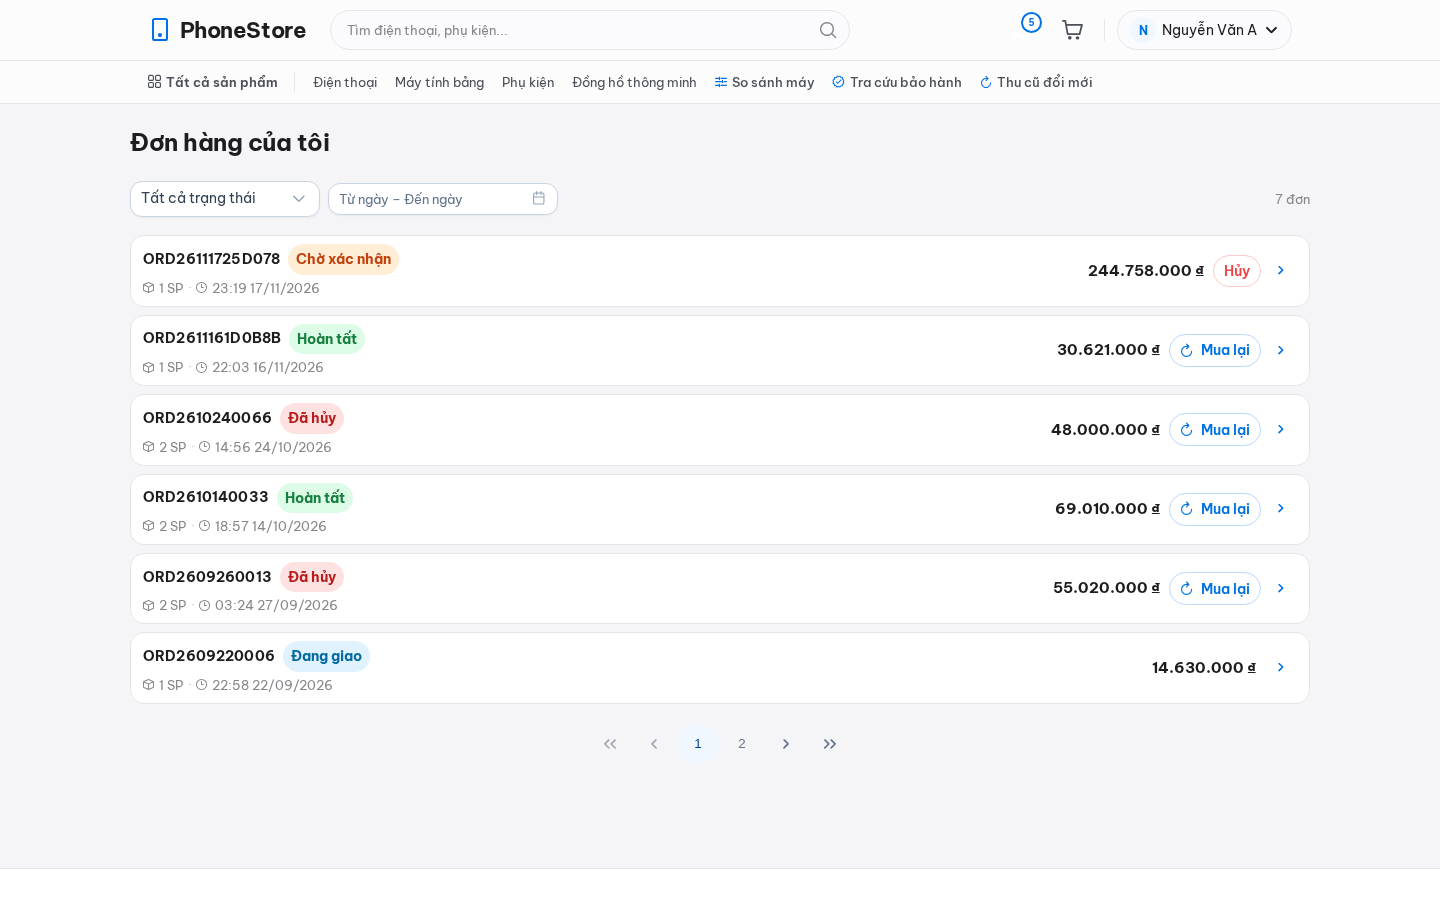 PhoneStore
Tìm điện thoại, phụ kiện...
5
N Nguyễn Văn A
Tất cả sản phẩm Điện thoại Máy tính bảng Phụ kiện Đồng hồ thông minh So sánh máy Tra cứu bảo hành Thu cũ đổi mới
Đơn hàng của tôi
Tất cả trạng thái Từ ngày – Đến ngày 7 đơn
ORD26111725D078 Chờ xác nhận
1 SP · 23:19 17/11/2026
244.758.000 ₫ Hủy
ORD2611161D0B8B Hoàn tất
1 SP · 22:03 16/11/2026
30.621.000 ₫ Mua lại
ORD2610240066 Đã hủy
2 SP · 14:56 24/10/2026
48.000.000 ₫ Mua lại
ORD2610140033 Hoàn tất
2 SP · 18:57 14/10/2026
69.010.000 ₫ Mua lại
ORD2609260013 Đã hủy
2 SP · 03:24 27/09/2026
55.020.000 ₫ Mua lại
ORD2609220006 Đang giao
1 SP · 22:58 22/09/2026
14.630.000 ₫
1 2